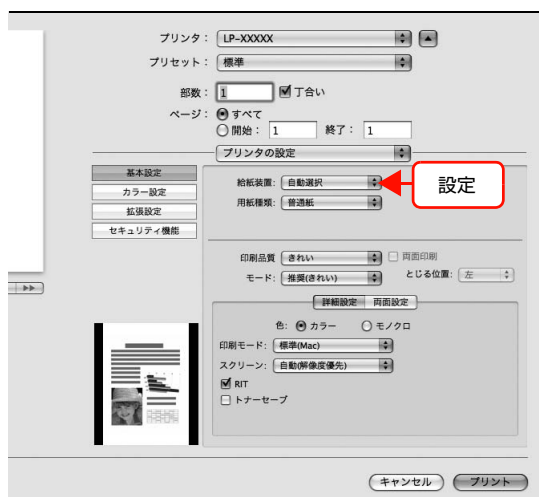 プリンタ： LP-XXXXX
プリセット： 標準
部数： 1 丁合い
ページ： すべて
開始： 1 終了： 1
プリンタの設定
基本設定
カラー設定
拡張設定
セキュリティ機能
給紙装置： 自動選択
設定
用紙種類： 普通紙
印刷品質 きれい 両面印刷
モード： 推奨(きれい) とじる位置： 左
詳細設定 両面設定
色： カラー モノクロ
印刷モード： 標準(Mac)
スクリーン： 自動(解像度優先)
RIT
トナーセーブ
キャンセル プリント